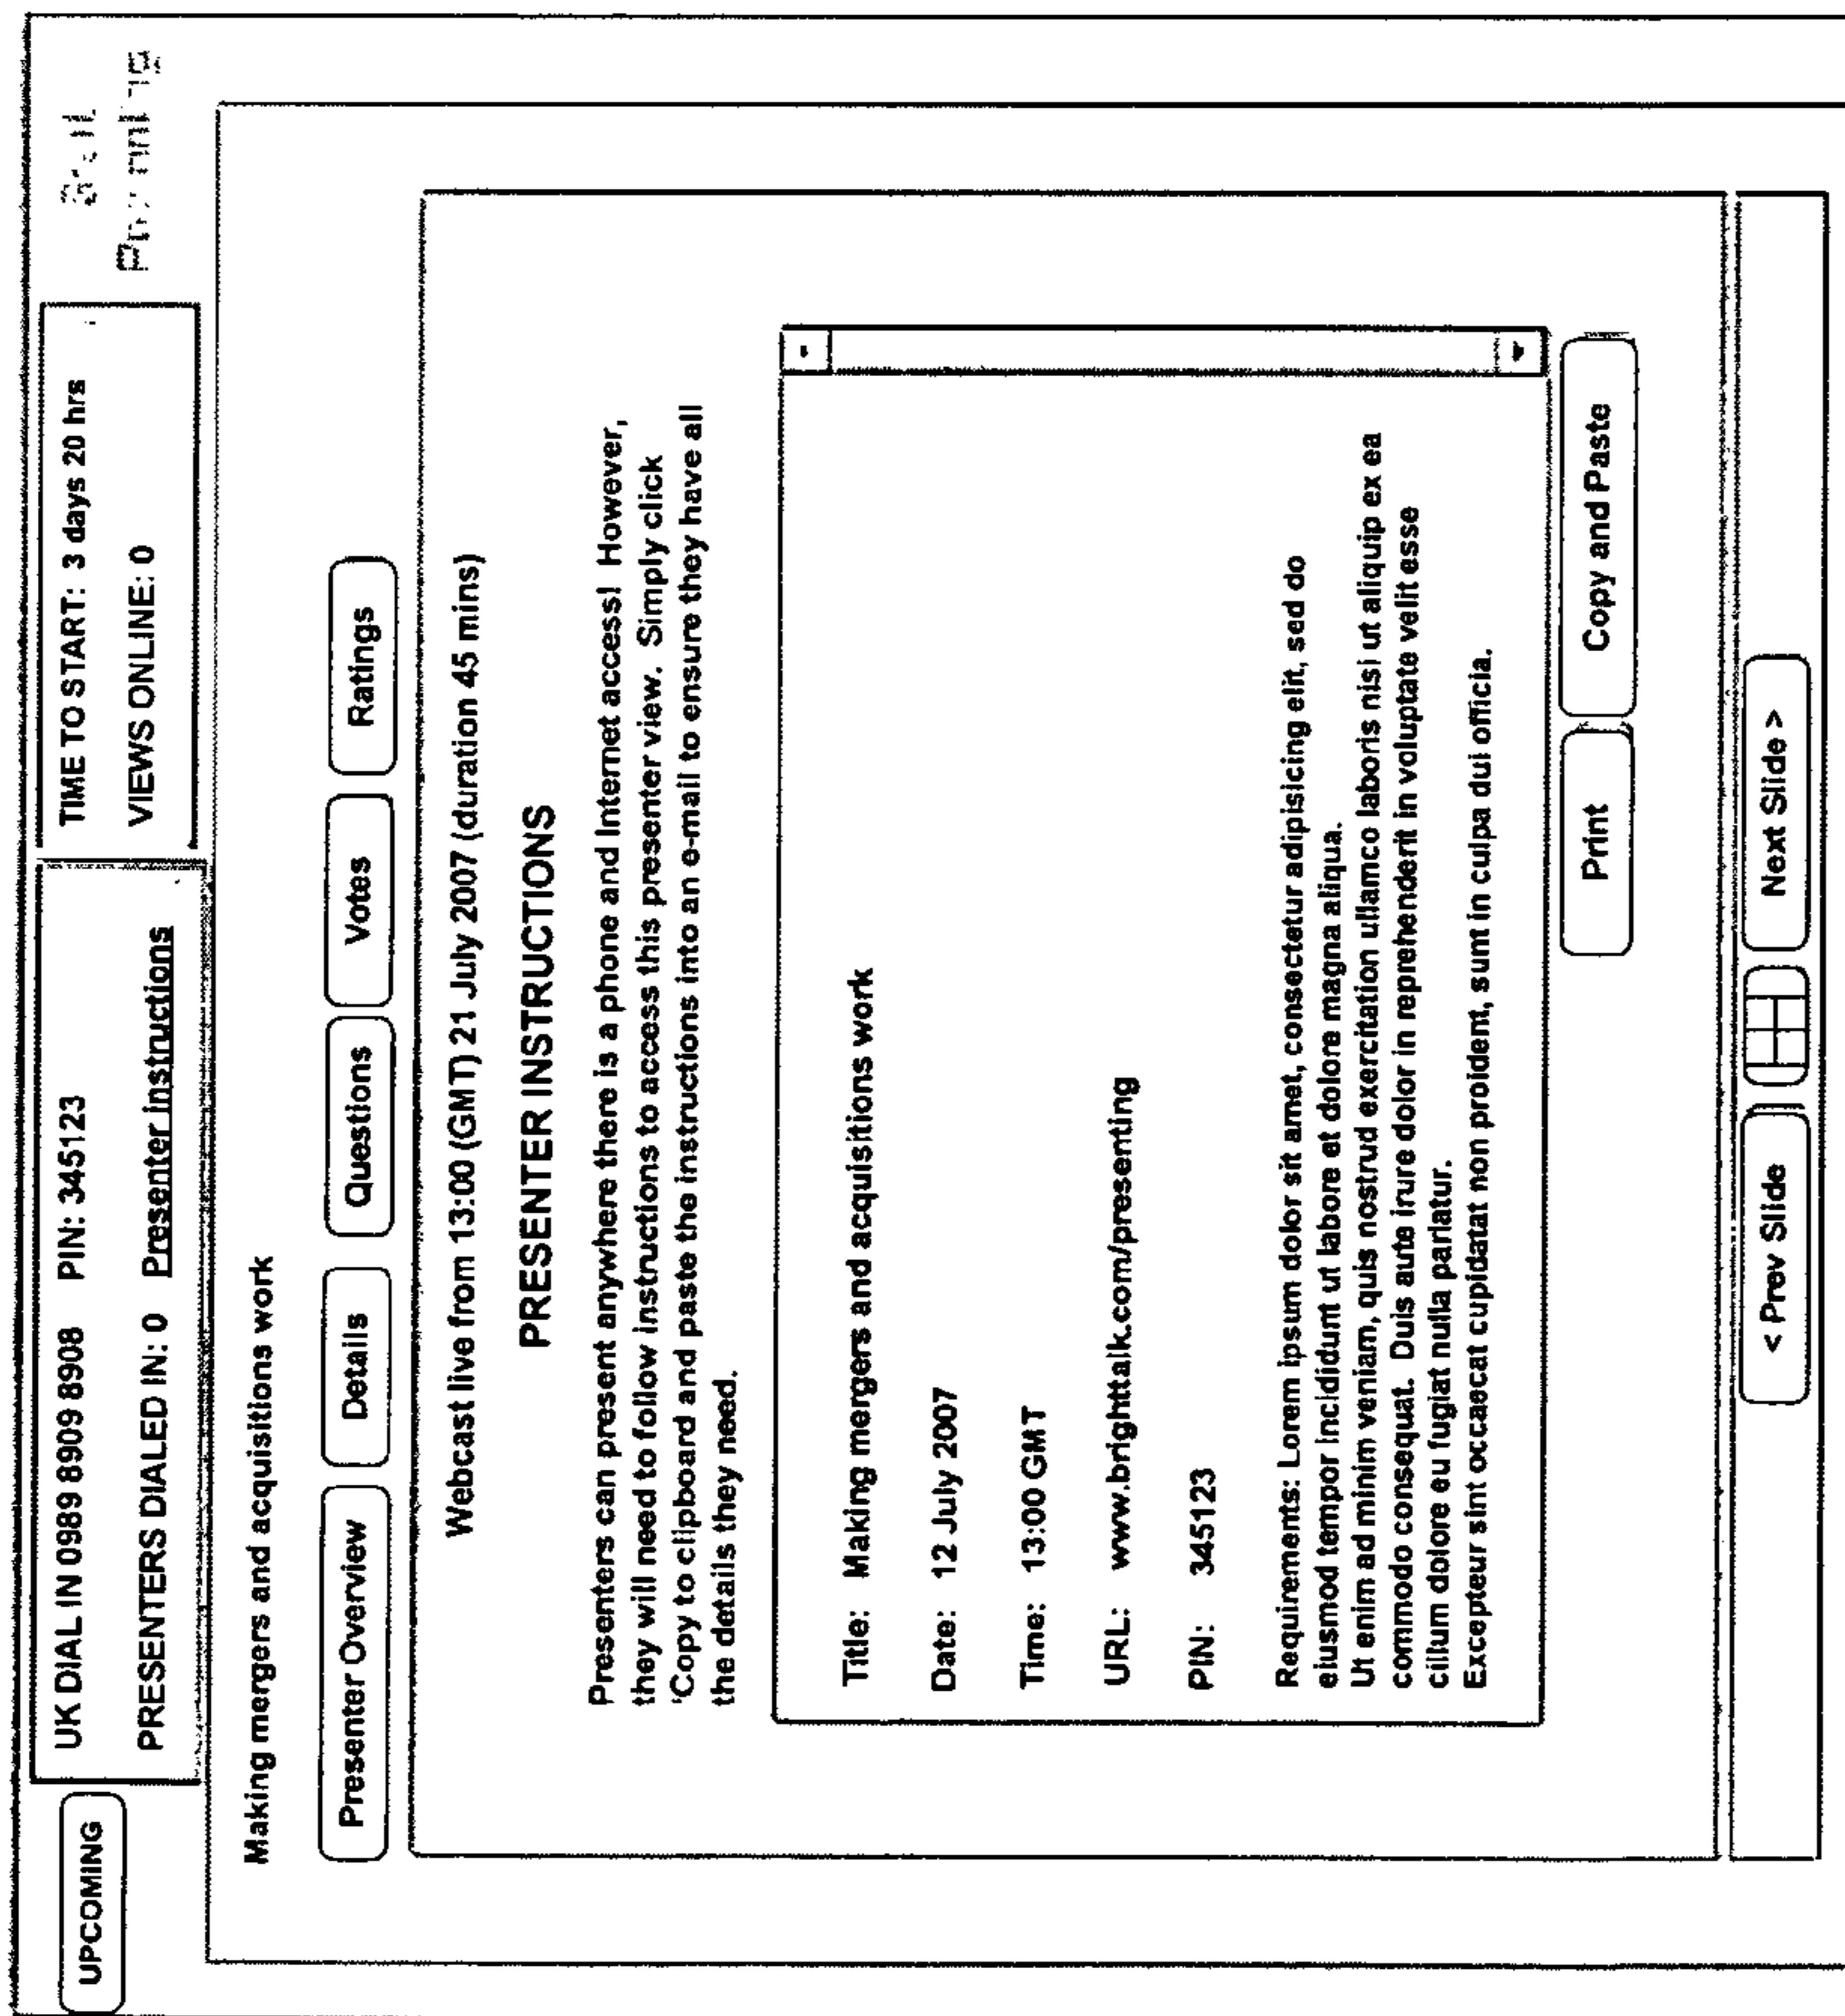 UPCOMING
UK DIAL IN 0989 8909 8908 PIN: 345123
PRESENTERS DIALED IN: 0 Presenter instructions
TIME TO START: 3 days 20 hrs
VIEWS ONLINE: 0
Making mergers and acquisitions work
Presenter Overview
Details
Questions
Votes
Ratings
Webcast live from 13:00 (GMT) 21 July 2007 (duration 45 mins)
PRESENTER INSTRUCTIONS
Presenters can present anywhere there is a phone and Internet access! However,
they will need to follow instructions to access this presenter view. Simply click
'Copy to clipboard and paste the instructions into an e-mail to ensure they have all
the details they need.
Title: Making mergers and acquisitions work
Date: 12 July 2007
Time: 13:00 GMT
URL: www.brighttalk.com/presenting
PIN: 345123
Requirements: Lorem ipsum dolor sit amet, consectetur adipisicing elit, sed do
eiusmod tempor incididunt ut labore et dolore magna aliqua.
Ut enim ad minim veniam, quis nostrud exercitation ullamco laboris nisi ut aliquip ex ea
commodo consequat. Duis aute irure dolor in reprehenderit in voluptate velit esse
cillum dolore eu fugiat nulla pariatur.
Excepteur sint occaecat cupidatat non proident, sunt in culpa dui officia.
Print
Copy and Paste
< Prev Slide
Next Slide >